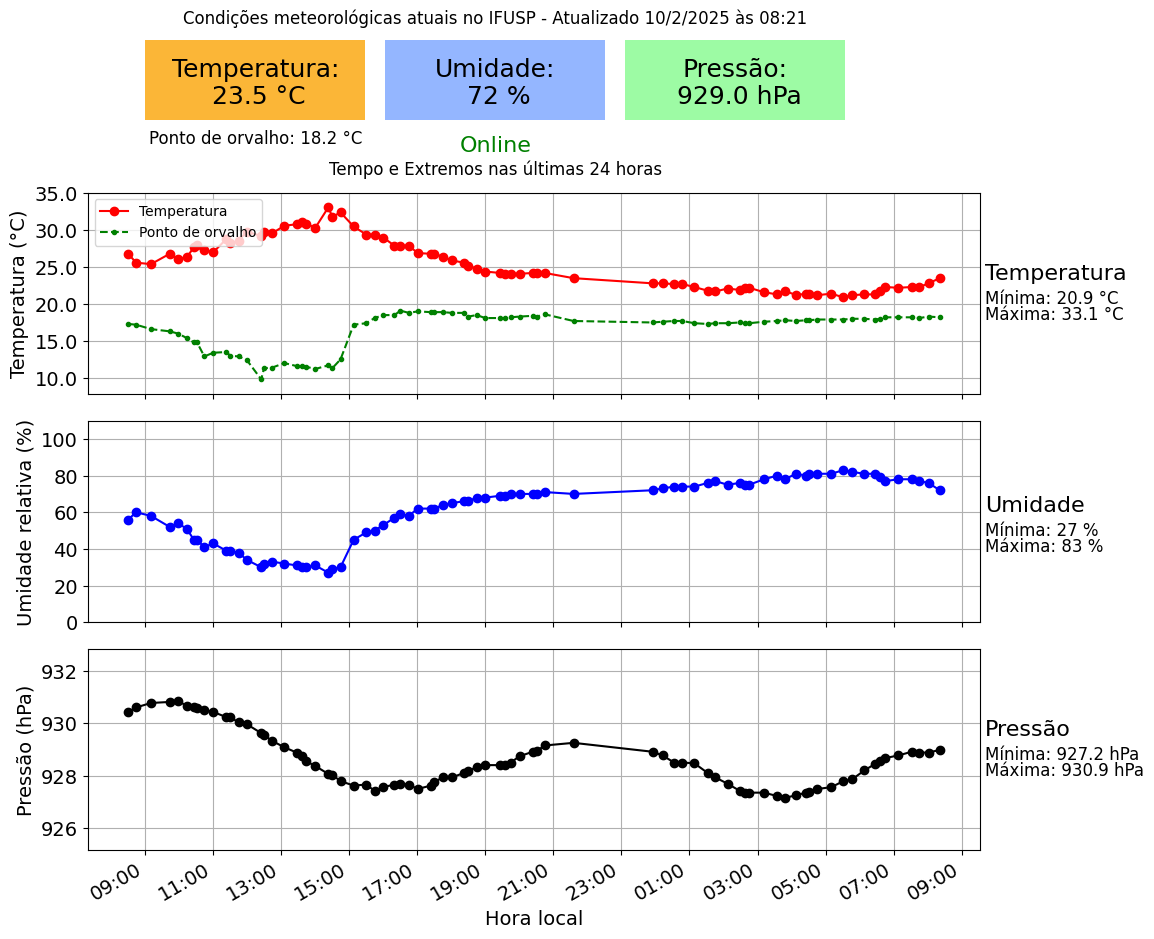 Condições meteorológicas atuais no IFUSP - Atualizado 10/2/2025 às 08:21
Temperatura:
23.5 °C
Umidade:
72 %
Pressão:
929.0 hPa
Ponto de orvalho: 18.2 °C
Online
Tempo e Extremos nas últimas 24 horas
Temperatura (°C)
35.0
30.0
25.0
20.0
15.0
10.0
Temperatura
Ponto de orvalho
Temperatura
Mínima: 20.9 °C
Máxima: 33.1 °C
Umidade relativa (%)
100
80
60
40
20
0
Umidade
Mínima: 27 %
Máxima: 83 %
Pressão (hPa)
932
930
928
926
Pressão
Mínima: 927.2 hPa
Máxima: 930.9 hPa
09:00 11:00 13:00 15:00 17:00 19:00 21:00 23:00 01:00 03:00 05:00 07:00 09:00
Hora local